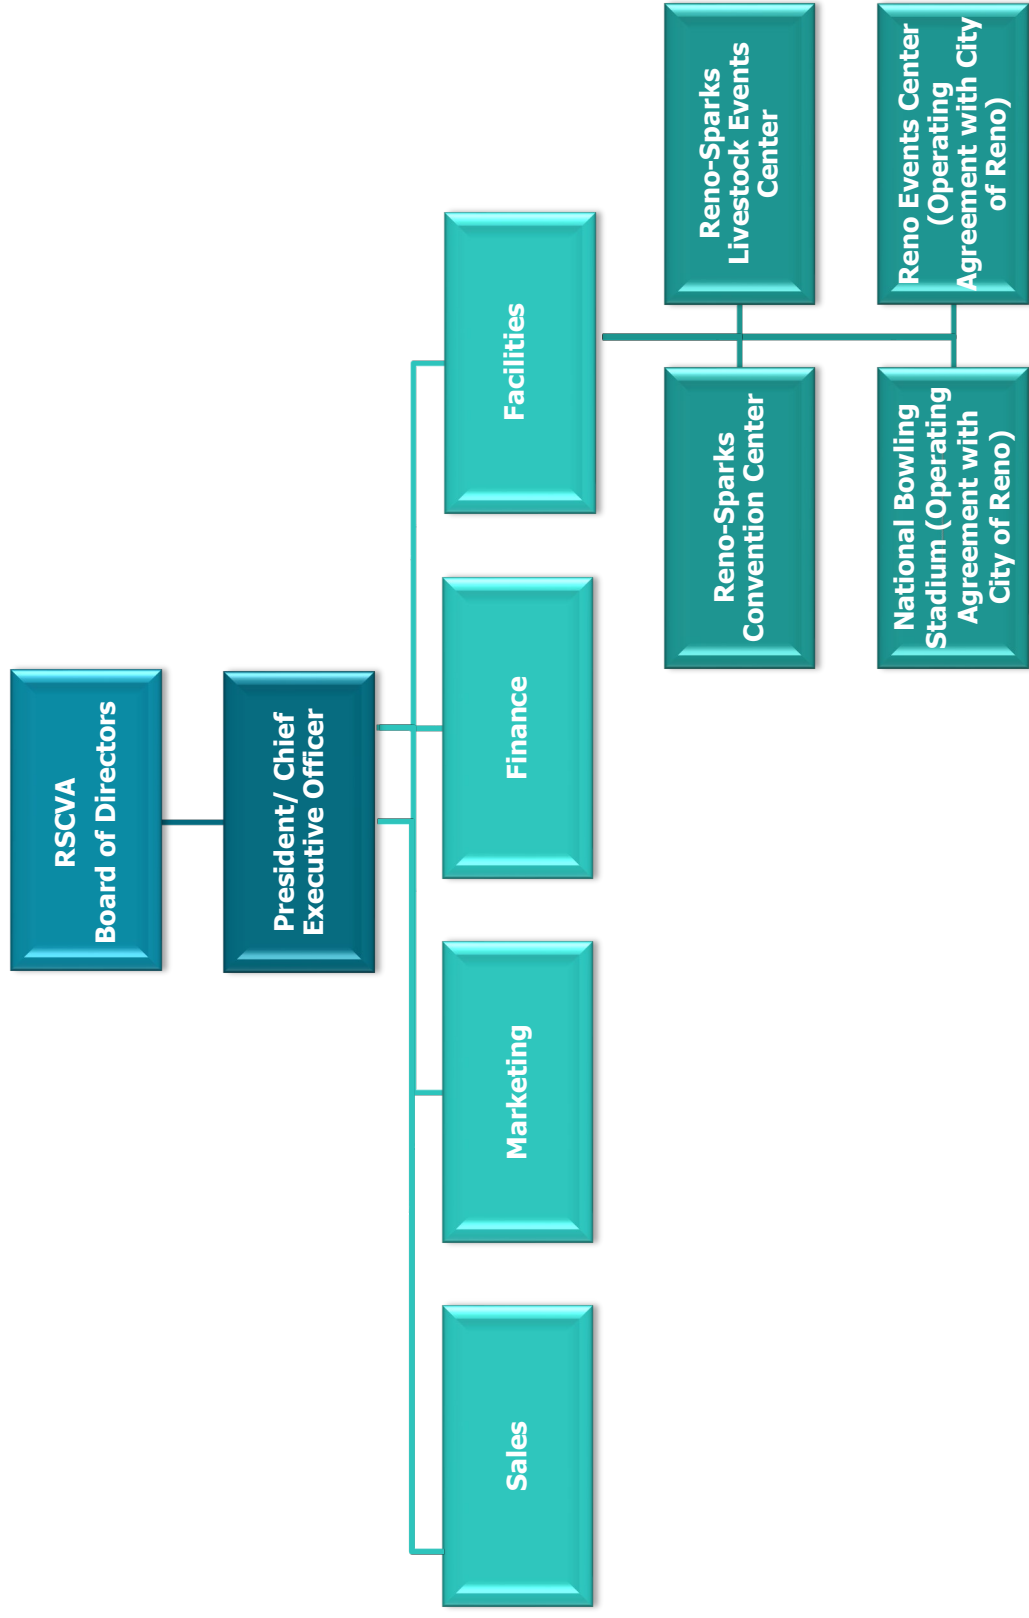 RSCVA
Board of Directors
President/ Chief
Executive Officer
Sales
Marketing
Finance
Facilities
Reno-Sparks
Convention Center
Reno-Sparks
Livestock Events
Center
National Bowling
Stadium (Operating
Agreement with
City of Reno)
Reno Events Center
(Operating
Agreement with City
of Reno)